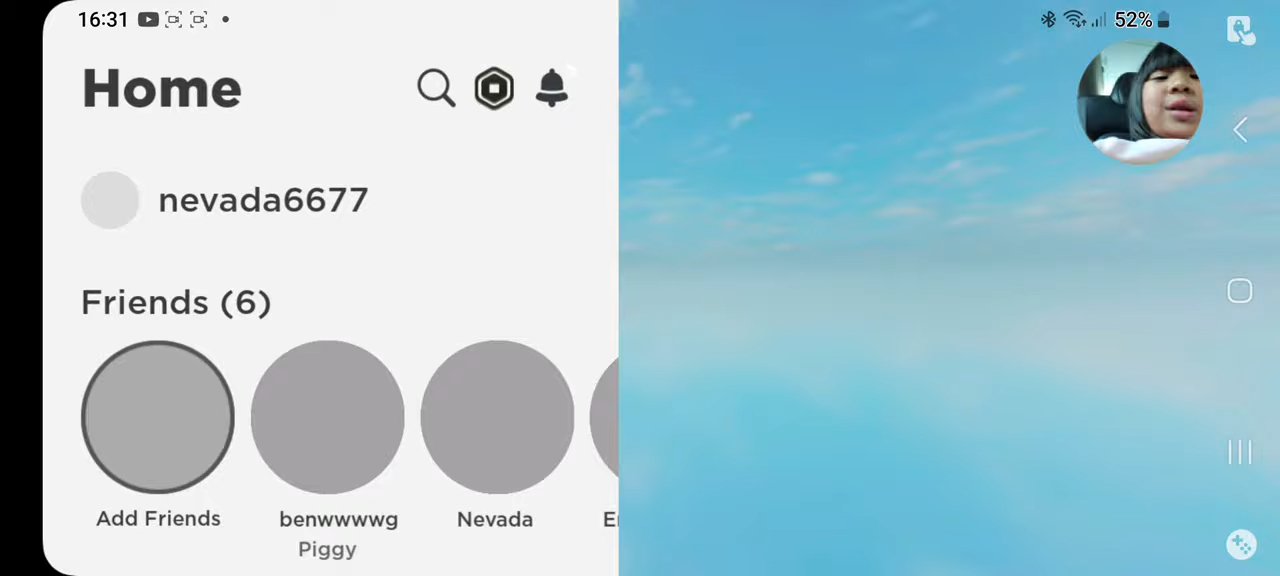 16:31
52%
Home
nevada6677
Friends (6)
Add Friends
benwwwwg
Nevada
Piggy